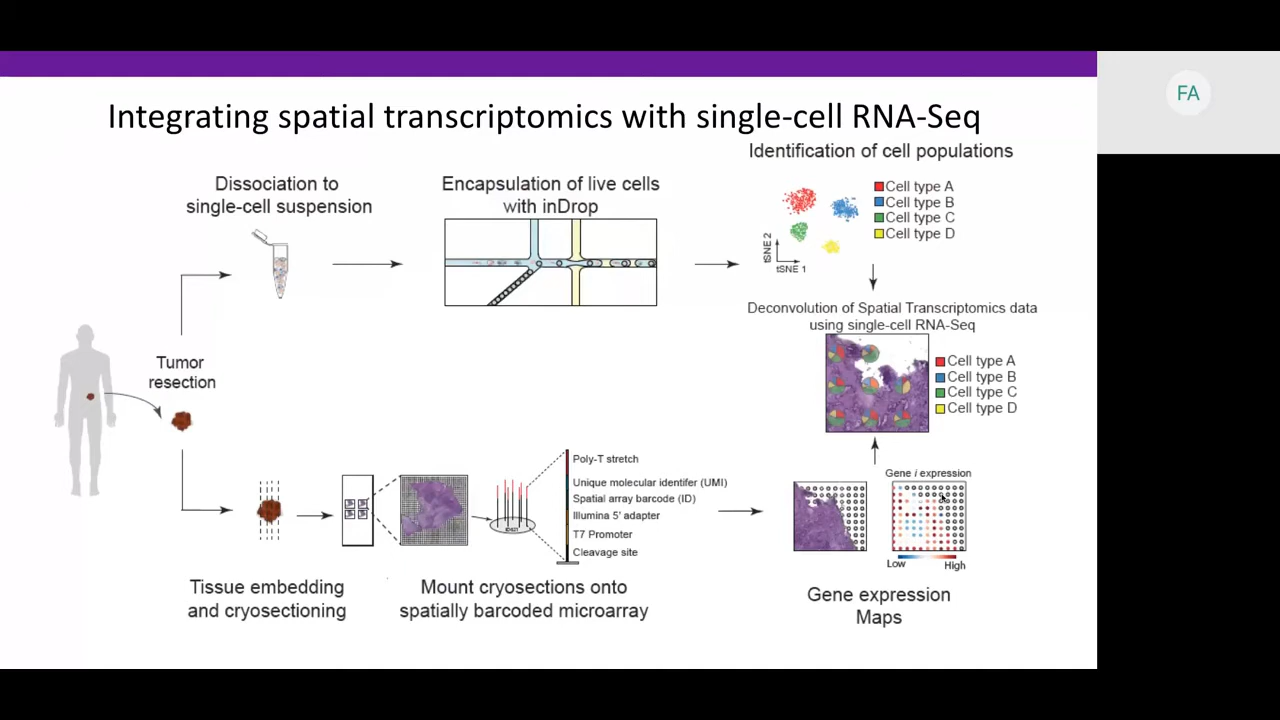 FA
Integrating spatial transcriptomics with single-cell RNA-Seq
Dissociation to
single-cell suspension
Encapsulation of live cells
with inDrop
Identification of cell populations
Cell type A
Cell type B
Cell type C
Cell type D
tSNE 2
tSNE 1
Deconvolution of Spatial Transcriptomics data
using single-cell RNA-Seq
Cell type A
Cell type B
Cell type C
Cell type D
Tumor
resection
Tissue embedding
and cryosectioning
Mount cryosections onto
spatially barcoded microarray
Poly-T stretch
Unique molecular identifer (UMI)
Spatial array barcode (ID)
Illumina 5' adapter
T7 Promoter
Cleavage site
Gene i expression
Low
High
Gene expression
Maps